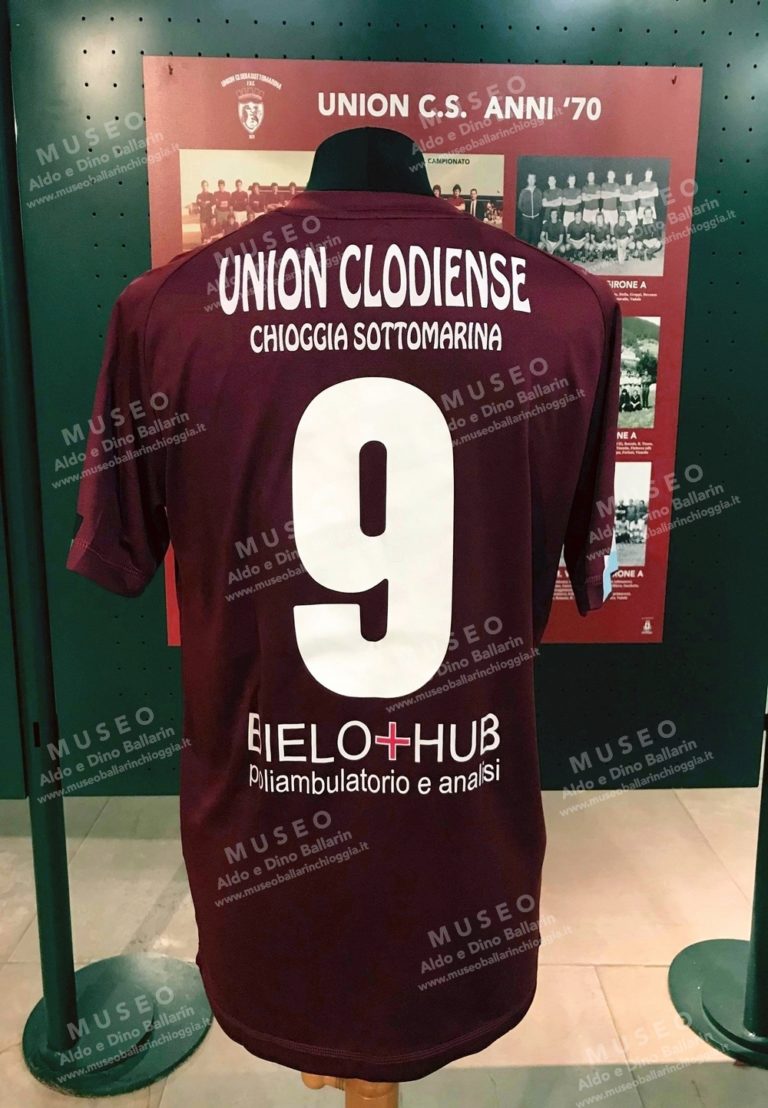 UNION C.S. ANNI '70
CAMPIONATO
GIRONE A
UNION CLODIENSE
CHIOGGIA SOTTOMARINA
9
BIELO+HUB
poliambulatorio e analisi
MUSEO
Aldo e Dino Ballarin
www.museoballarinchioggia.it